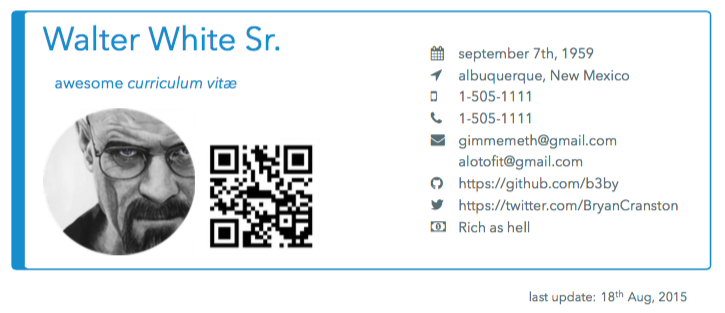 Walter White Sr.
awesome curriculum vitæ
september 7th, 1959
albuquerque, New Mexico
1-505-1111
1-505-1111
gimmemeth@gmail.com
alotofit@gmail.com
https://github.com/b3by
https://twitter.com/BryanCranston
Rich as hell
last update: 18th Aug, 2015